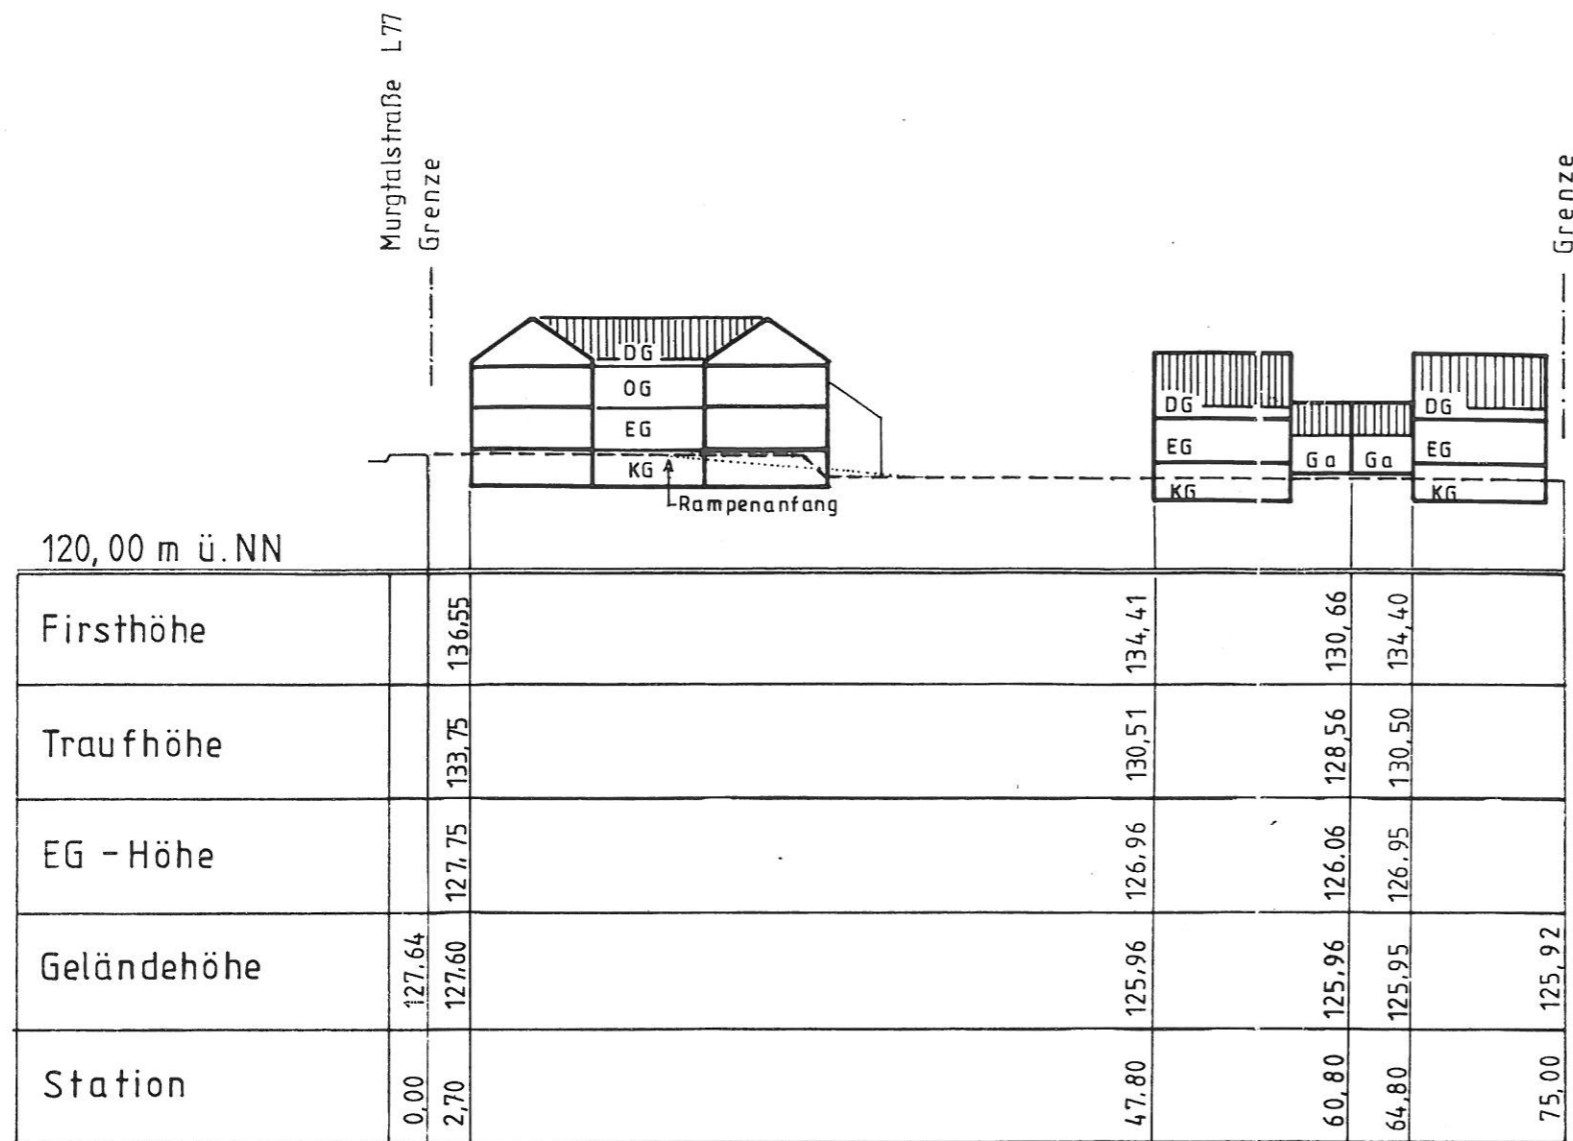 Murgtalstraße L77
Grenze
Grenze
DG
OG
EG
KG
Rampenanfang
DG
EG
KG
Ga
Ga
DG
EG
KG
120,00 m ü.NN
Firsthöhe 136,55 134,41 130,66 134,40
Traufhöhe 133,75 130,51 128,56 130,50
EG - Höhe 127.75 126.96 126.06 126.95
Geländehöhe 127.64 127.60 125,96 125,96 125,95 125,92
Station 0,00 2,70 47.80 60,80 64,80 75,00